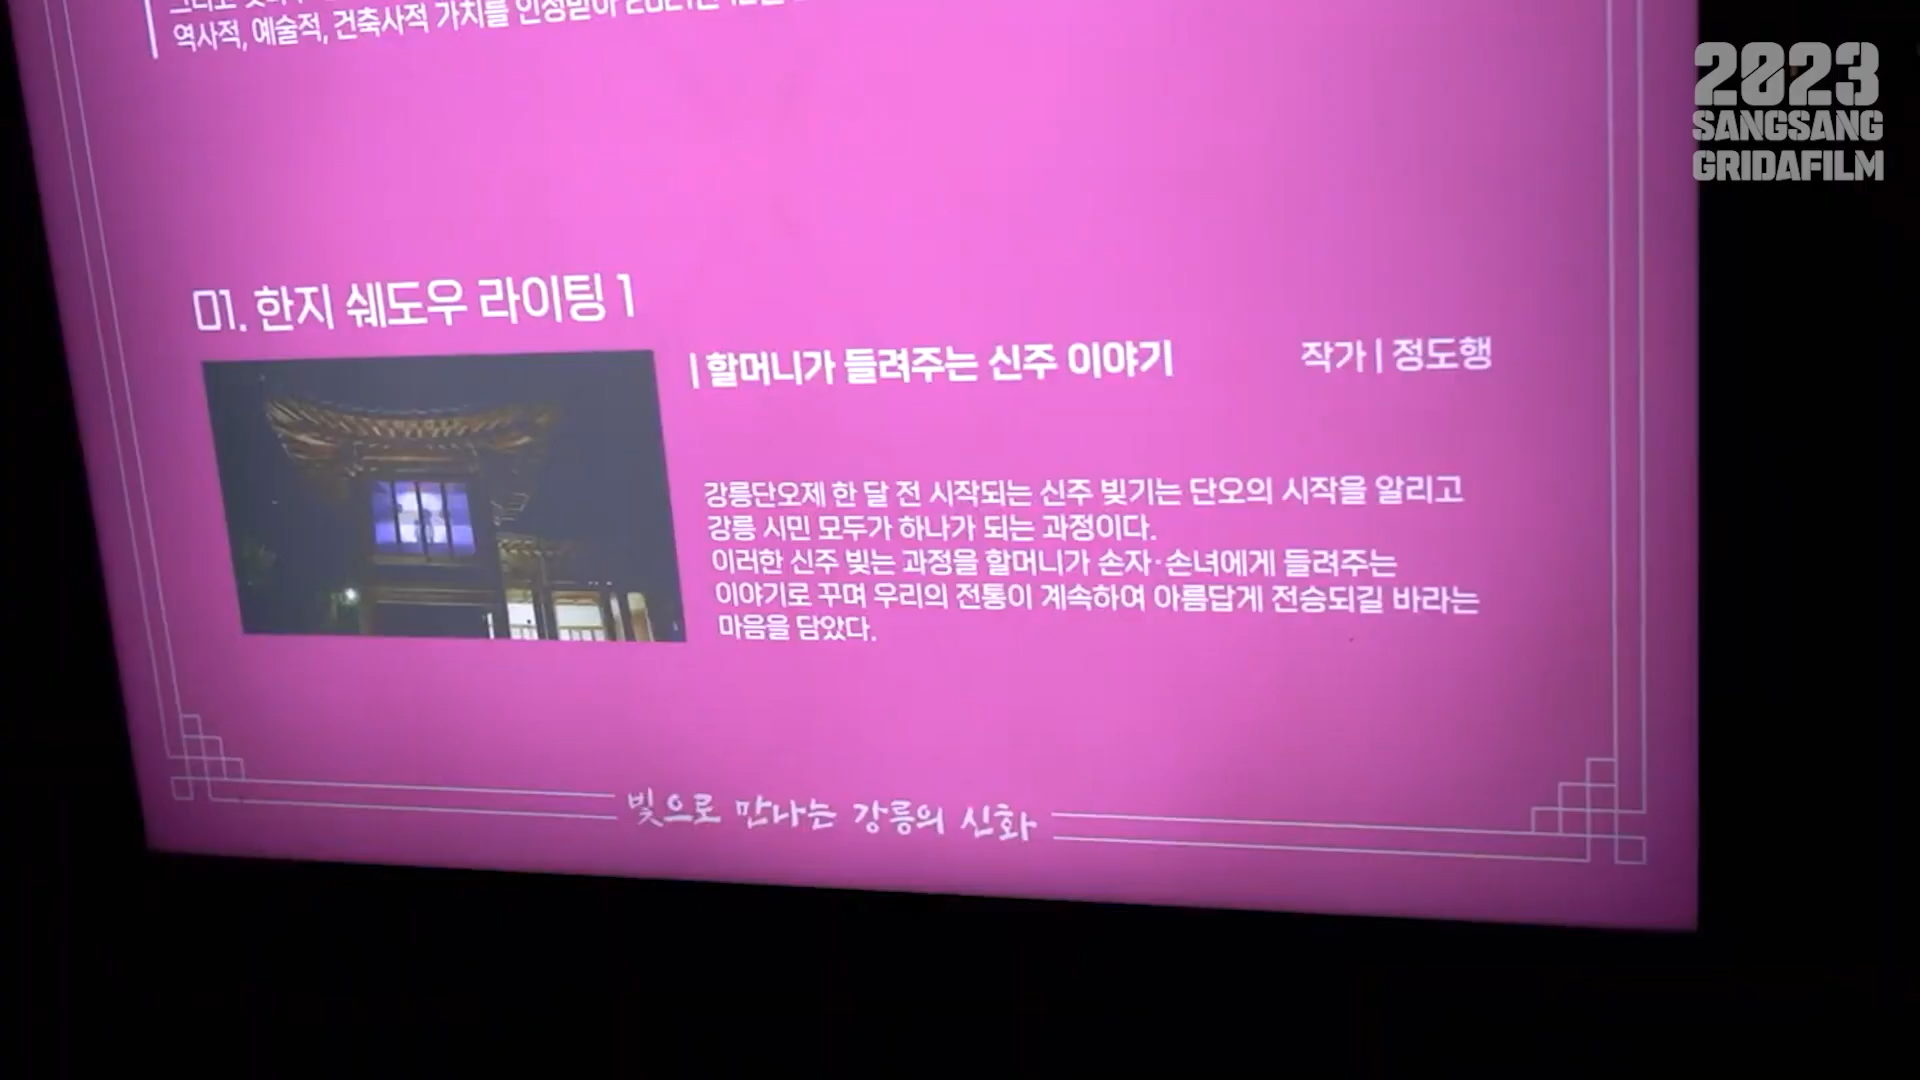 역사적, 예술적, 건축사적 가치를 인정받아
2023
SANGSANG
GRIDAFILM
01. 한지 쉐도우 라이팅 1
| 할머니가 들려주는 신주 이야기
작가 | 정도행
강릉단오제 한 달 전 시작되는 신주 빚기는 단오의 시작을 알리고
강릉 시민 모두가 하나가 되는 과정이다.
이러한 신주 빚는 과정을 할머니가 손자·손녀에게 들려주는
이야기로 꾸며 우리의 전통이 계속하여 아름답게 전승되길 바라는
마음을 담았다.
빛으로 만나는 강릉의 신화